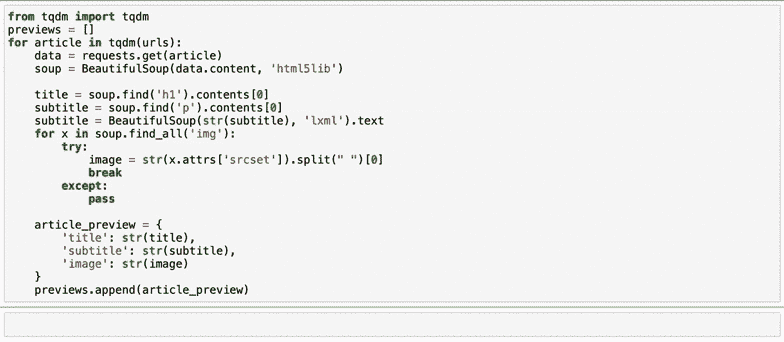 from tqdm import tqdm
previews = []
for article in tqdm(urls):
    data = requests.get(article)
    soup = BeautifulSoup(data.content, 'html5lib')

    title = soup.find('h1').contents[0]
    subtitle = soup.find('p').contents[0]
    subtitle = BeautifulSoup(str(subtitle), 'lxml').text
    for x in soup.find_all('img'):
        try:
            image = str(x.attrs['srcset']).split(" ")[0]
            break
        except:
            pass

    article_preview = {
        'title': str(title),
        'subtitle': str(subtitle),
        'image': str(image)
    }
    previews.append(article_preview)